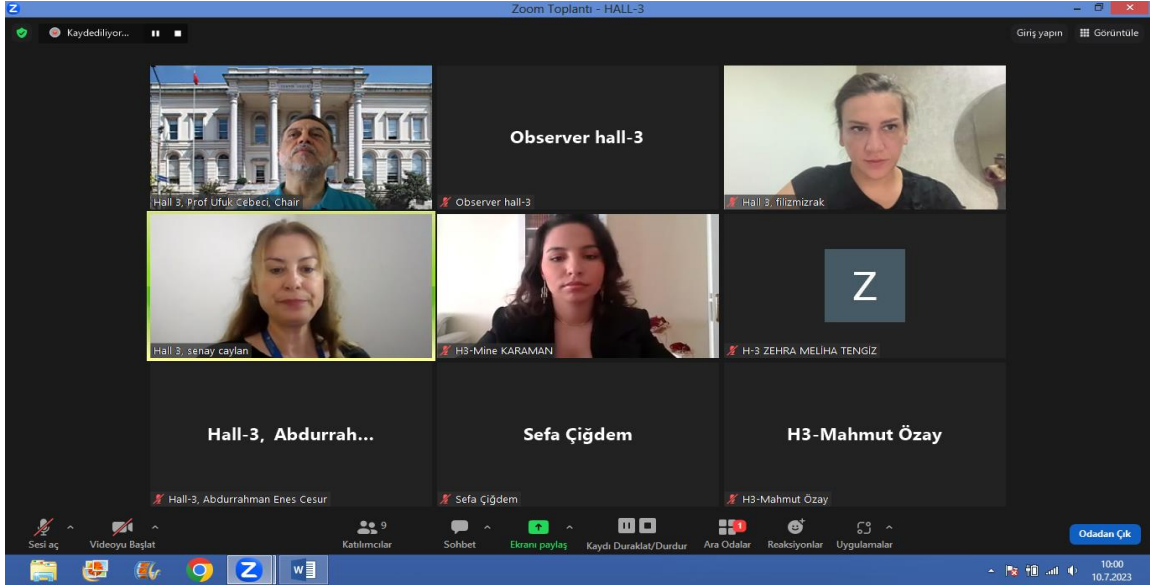 Zoom Toplantı - HALL-3
Kaydediliyor...
Giriş yapın
Görüntüle
Hall 3, Prof Ufuk Cebeci, Chair
Observer hall-3
Observer hall-3
Hall 3, filizmizrak
Hall 3, senay caylan
H3-Mine KARAMAN
Z
H-3 ZEHRA MELİHA TENGİZ
Hall-3, Abdurrah...
Hall-3, Abdurrahman Enes Cesur
Sefa Çiğdem
Sefa Çiğdem
H3-Mahmut Özay
H3-Mahmut Özay
Sesi aç
Videoyu Başlat
9
Katılımcılar
Sohbet
Ekranı paylaş
Kaydı Duraklat/Durdur
1
Ara Odalar
Reaksiyonlar
Uygulamalar
Odadan Çık
10:00
10.7.2023